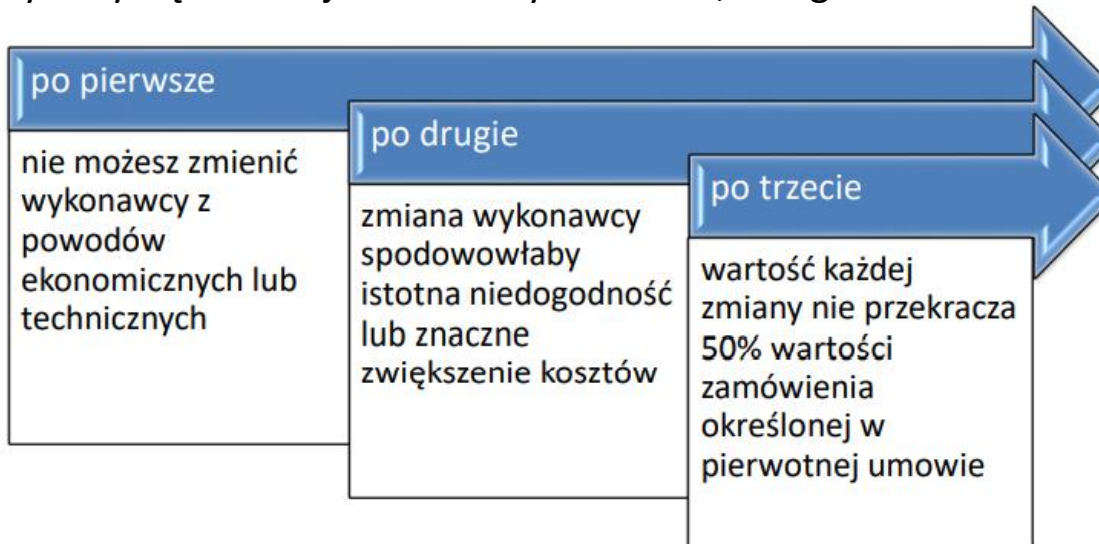 po pierwsze
nie możesz zmienić
wykonawcy z
powodów
ekonomicznych lub
technicznych
po drugie
zmiana wykonawcy
spodowowłaby
istotna niedogodność
lub znaczne
zwiększenie kosztów
po trzecie
wartość każdej
zmiany nie przekracza
50% wartości
zamówienia
określonej w
pierwotnej umowie